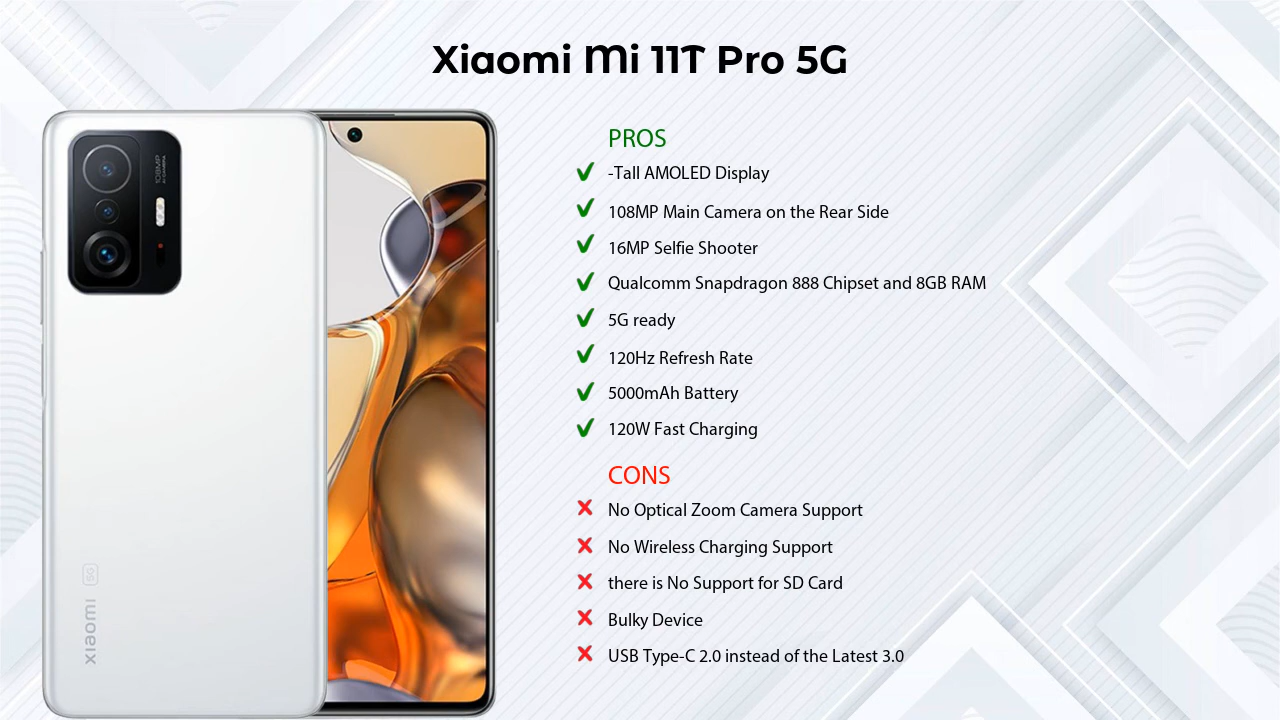 Xiaomi Mi 11T Pro 5G
108MP
AI CAMERA
xiaomi 5G
PROS
-Tall AMOLED Display
108MP Main Camera on the Rear Side
16MP Selfie Shooter
Qualcomm Snapdragon 888 Chipset and 8GB RAM
5G ready
120Hz Refresh Rate
5000mAh Battery
120W Fast Charging
CONS
No Optical Zoom Camera Support
No Wireless Charging Support
there is No Support for SD Card
Bulky Device
USB Type-C 2.0 instead of the Latest 3.0